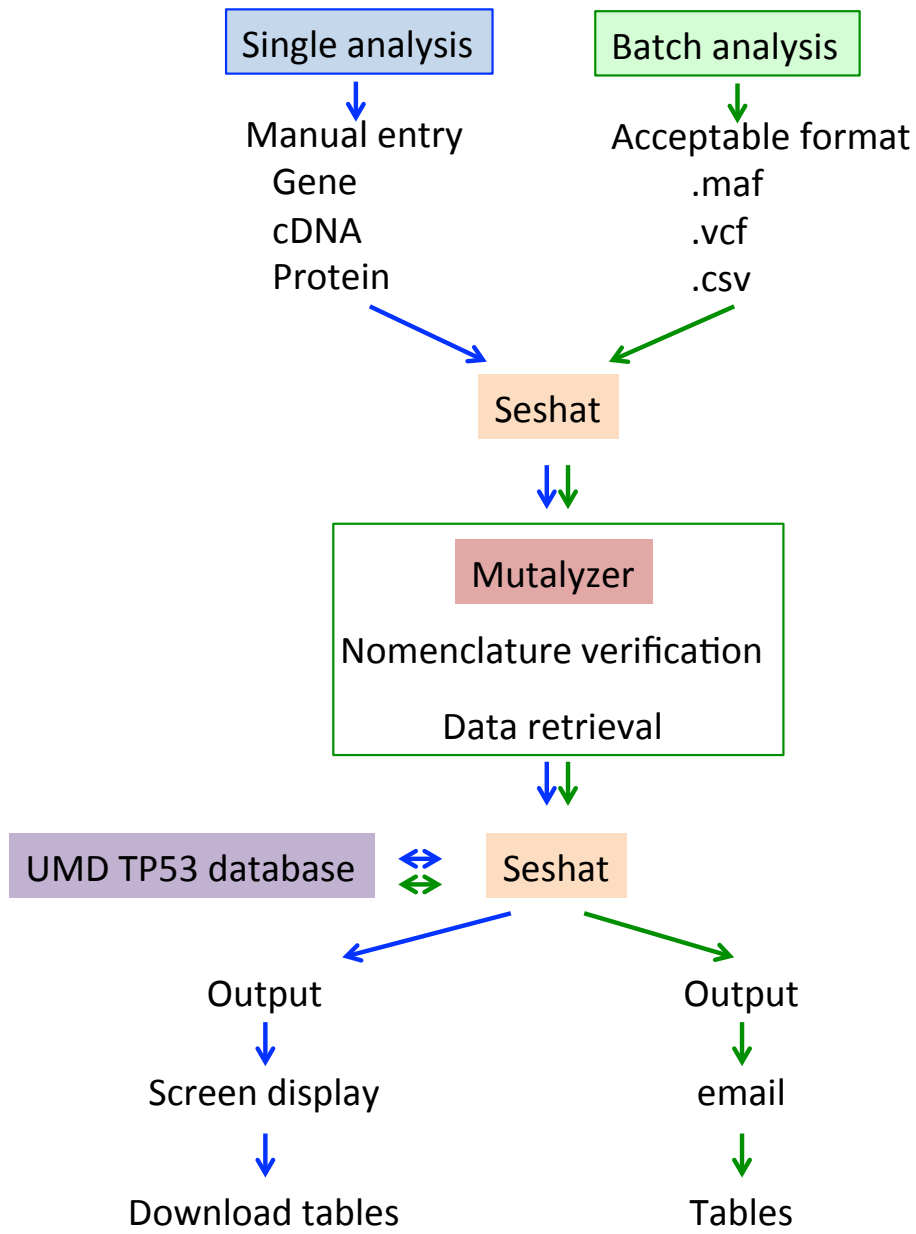 Single analysis
Batch analysis
Manual entry
Gene
cDNA
Protein
Acceptable format
.maf
.vcf
.csv
Seshat
Mutalyzer
Nomenclature verification
Data retrieval
UMD TP53 database
Seshat
Output
Screen display
Download tables
Output
email
Tables